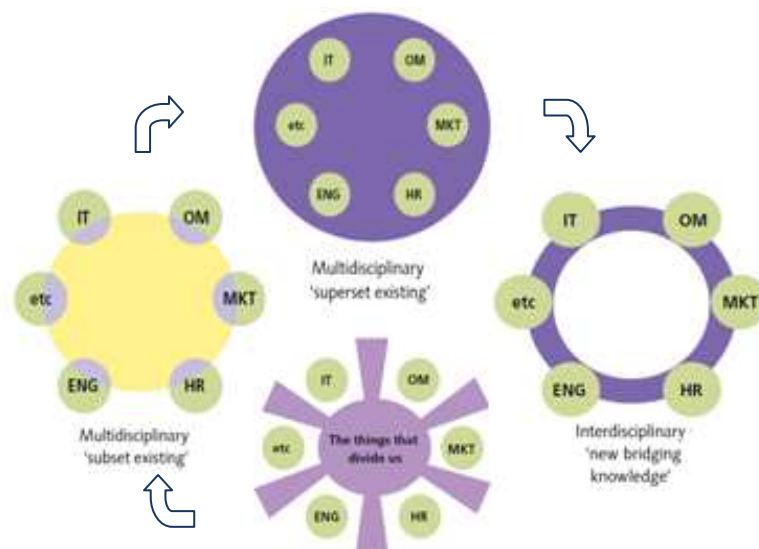 IT
OM
etc
MKT
ENG
HR
Multidisciplinary
'superset existing'
IT
OM
etc
MKT
ENG
HR
Multidisciplinary
'subset existing'
IT
OM
etc
MKT
ENG
HR
Interdisciplinary
'new bridging
knowledge'
IT
OM
etc
The things that
divide us
MKT
ENG
HR